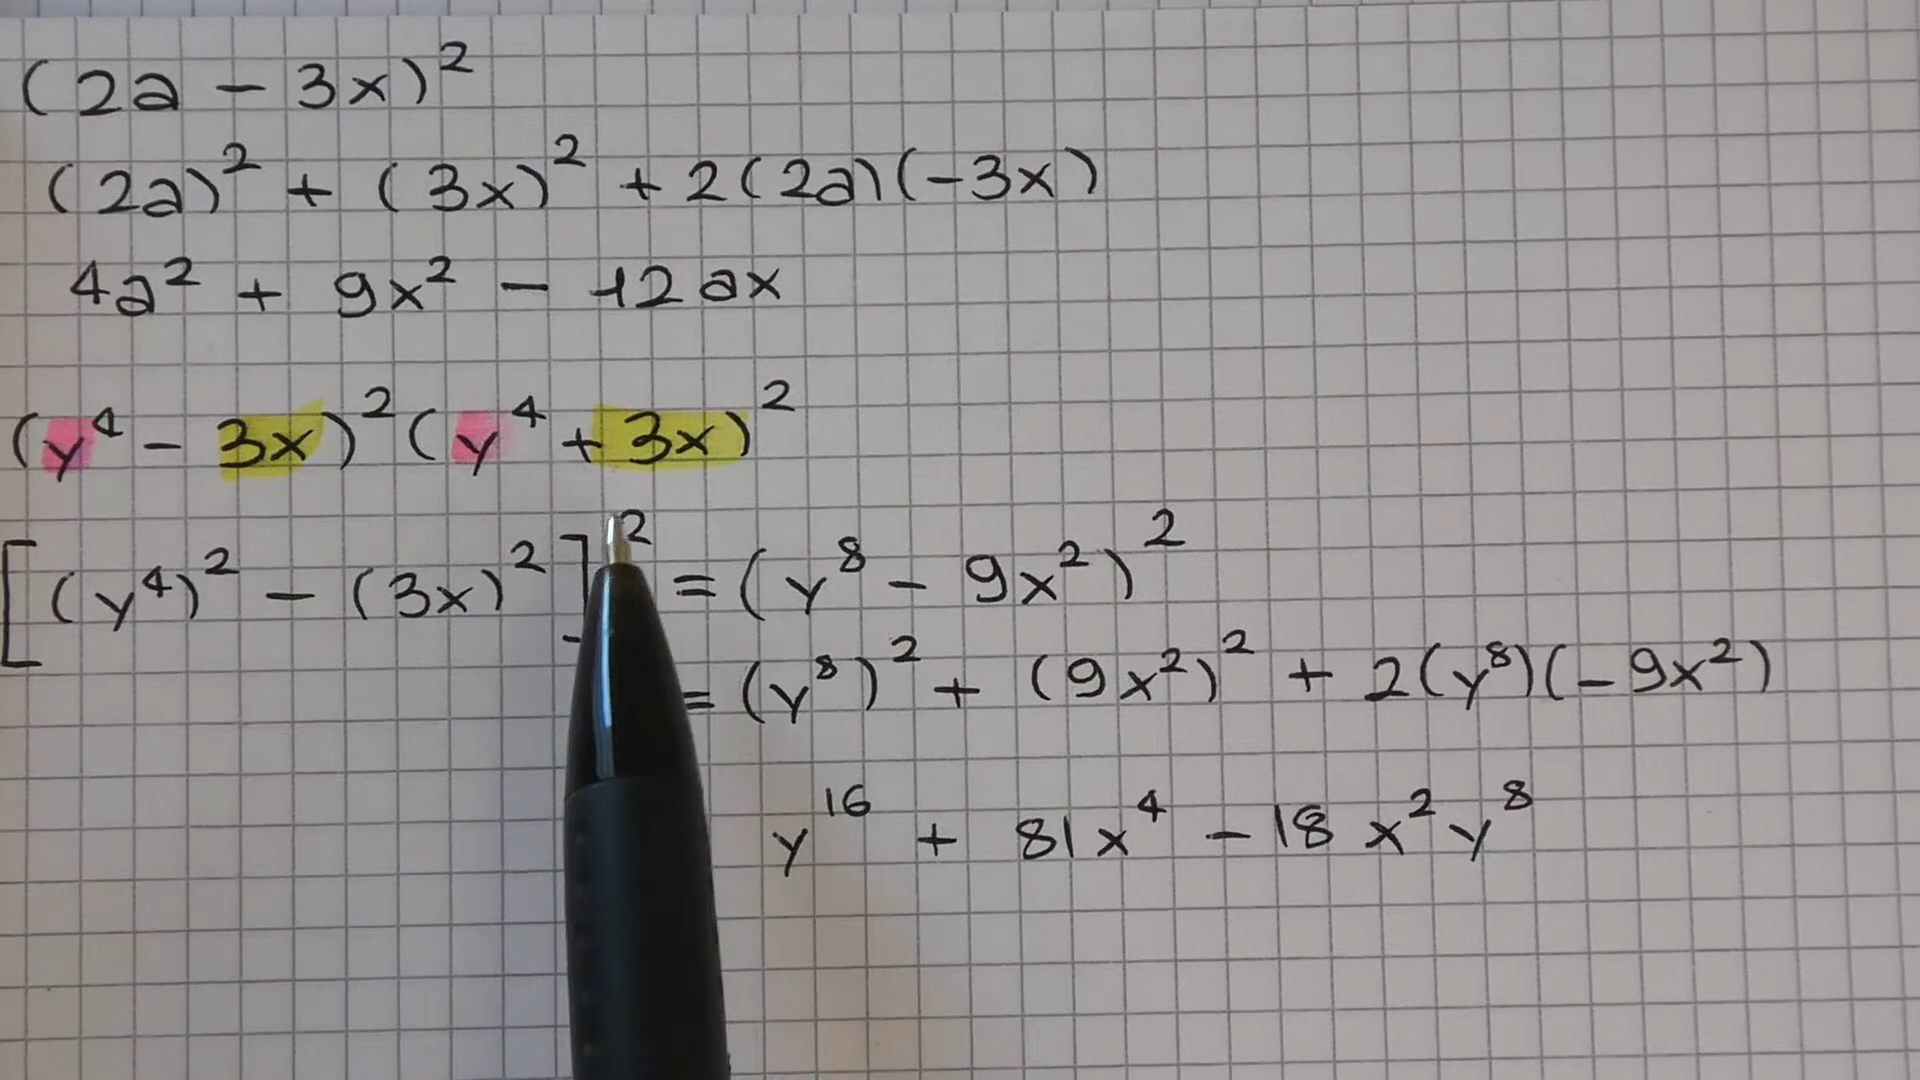 (2a - 3x)²
(2a)² + (3x)² + 2(2a)(-3x)
4a² + 9x² - 12ax
(y⁴ - 3x)² (y⁴ + 3x)²
[(y⁴)² - (3x)²]² = (y⁸ - 9x²)²
= (y⁸)² + (9x²)² + 2(y⁸)(-9x²)
y¹⁶ + 81x⁴ - 18x²y⁸